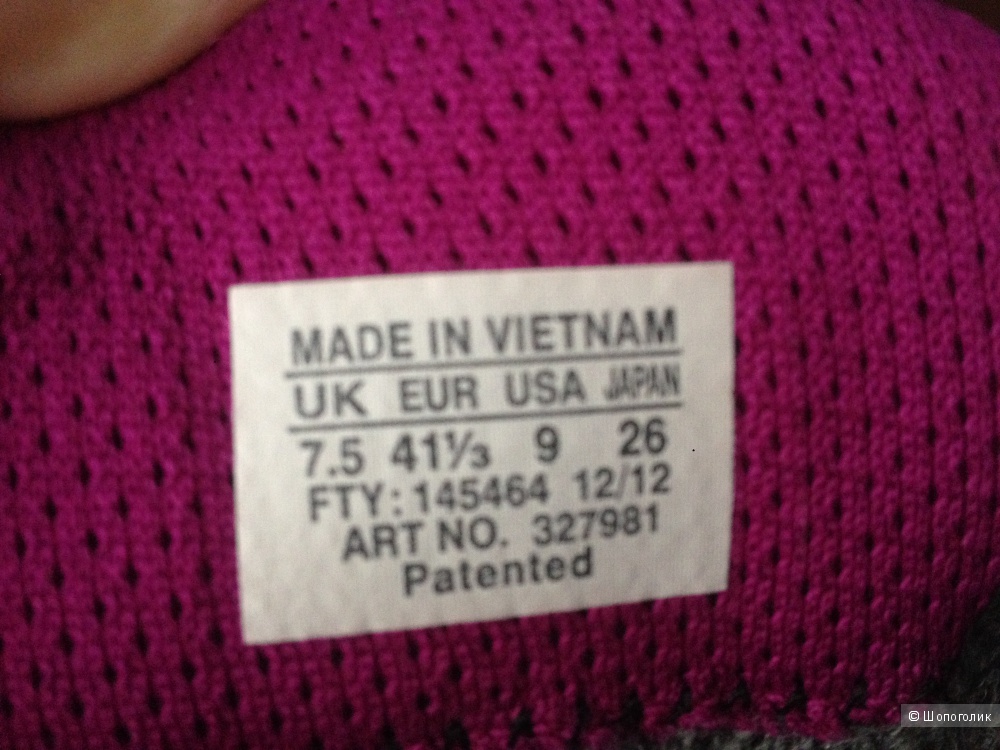 MADE IN VIETNAM
UK EUR USA JAPAN
7.5 41⅓ 9 26
FTY: 145464 12/12
ART NO. 327981
Patented
© Шопоголик